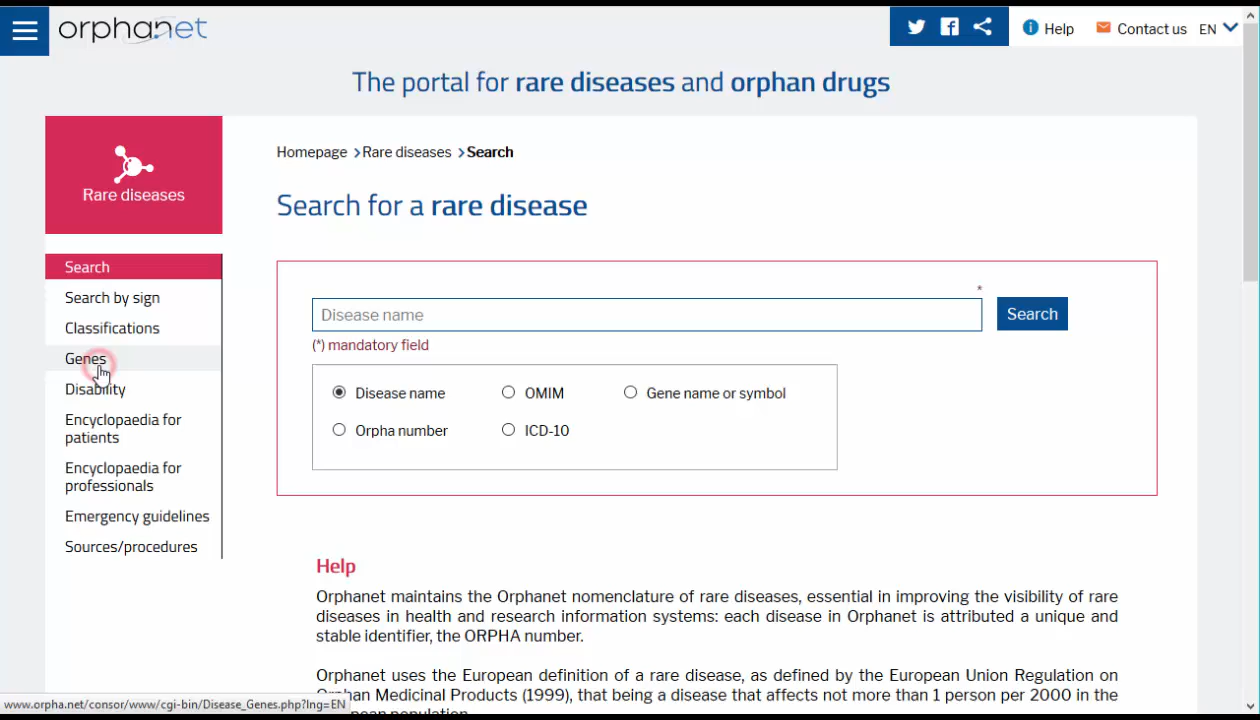 orphanet
Help
Contact us
EN
The portal for rare diseases and orphan drugs
Rare diseases
Search
Search by sign
Classifications
Genes
Disability
Encyclopaedia for
patients
Encyclopaedia for
professionals
Emergency guidelines
Sources/procedures
Homepage >Rare diseases >Search
Search for a rare disease
*
Disease name
Search
(*) mandatory field
Disease name
OMIM
Gene name or symbol
Orpha number
ICD-10
Help
Orphanet maintains the Orphanet nomenclature of rare diseases, essential in improving the visibility of rare
diseases in health and research information systems: each disease in Orphanet is attributed a unique and
stable identifier, the ORPHA number.
Orphanet uses the European definition of a rare disease, as defined by the European Union Regulation on
Orphan Medicinal Products (1999), that being a disease that affects not more than 1 person per 2000 in the
population.
www.orpha.net/consor/www/cgi-bin/Disease_Genes.php?lng=EN